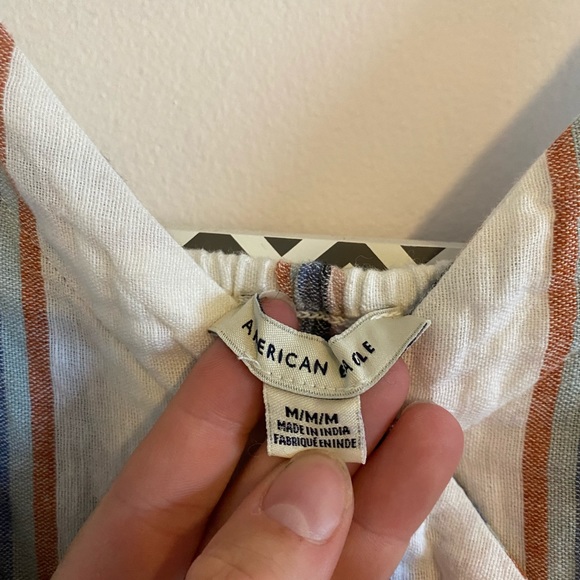 AMERICAN EAGLE
M/M/M
MADE IN INDIA
FABRIQUÉ EN INDE